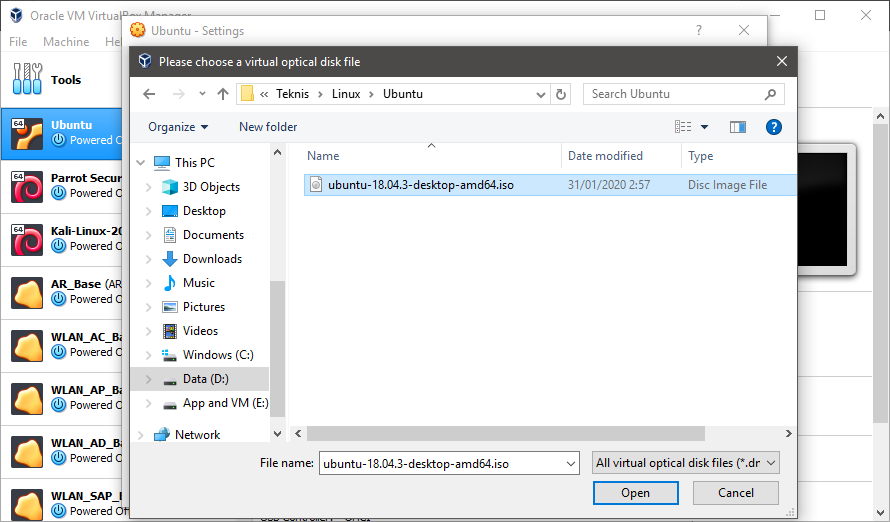 Oracle VM VirtualBox Manager
File Machine He
Ubuntu - Settings
?
Please choose a virtual optical disk file
« Teknis > Linux > Ubuntu
Search Ubuntu
Organize
New folder
?
Tools
64
Ubuntu
Powered O
64
Parrot Secur
Powered O
64
Kali-Linux-20
Powered O
AR_Base (AR
Powered O
WLAN_AC_Ba
Powered O
WLAN_AP_Ba
Powered O
WLAN_AD_Ba
Powered O
WLAN_SAP_
Powered Off
This PC
3D Objects
Desktop
Documents
Downloads
Music
Pictures
Videos
Windows (C:)
Data (D:)
App and VM (E:)
Network
Name Date modified Type
ubuntu-18.04.3-desktop-amd64.iso 31/01/2020 2:57 Disc Image File
File name: ubuntu-18.04.3-desktop-amd64.iso All virtual optical disk files (*.dm
Open Cancel